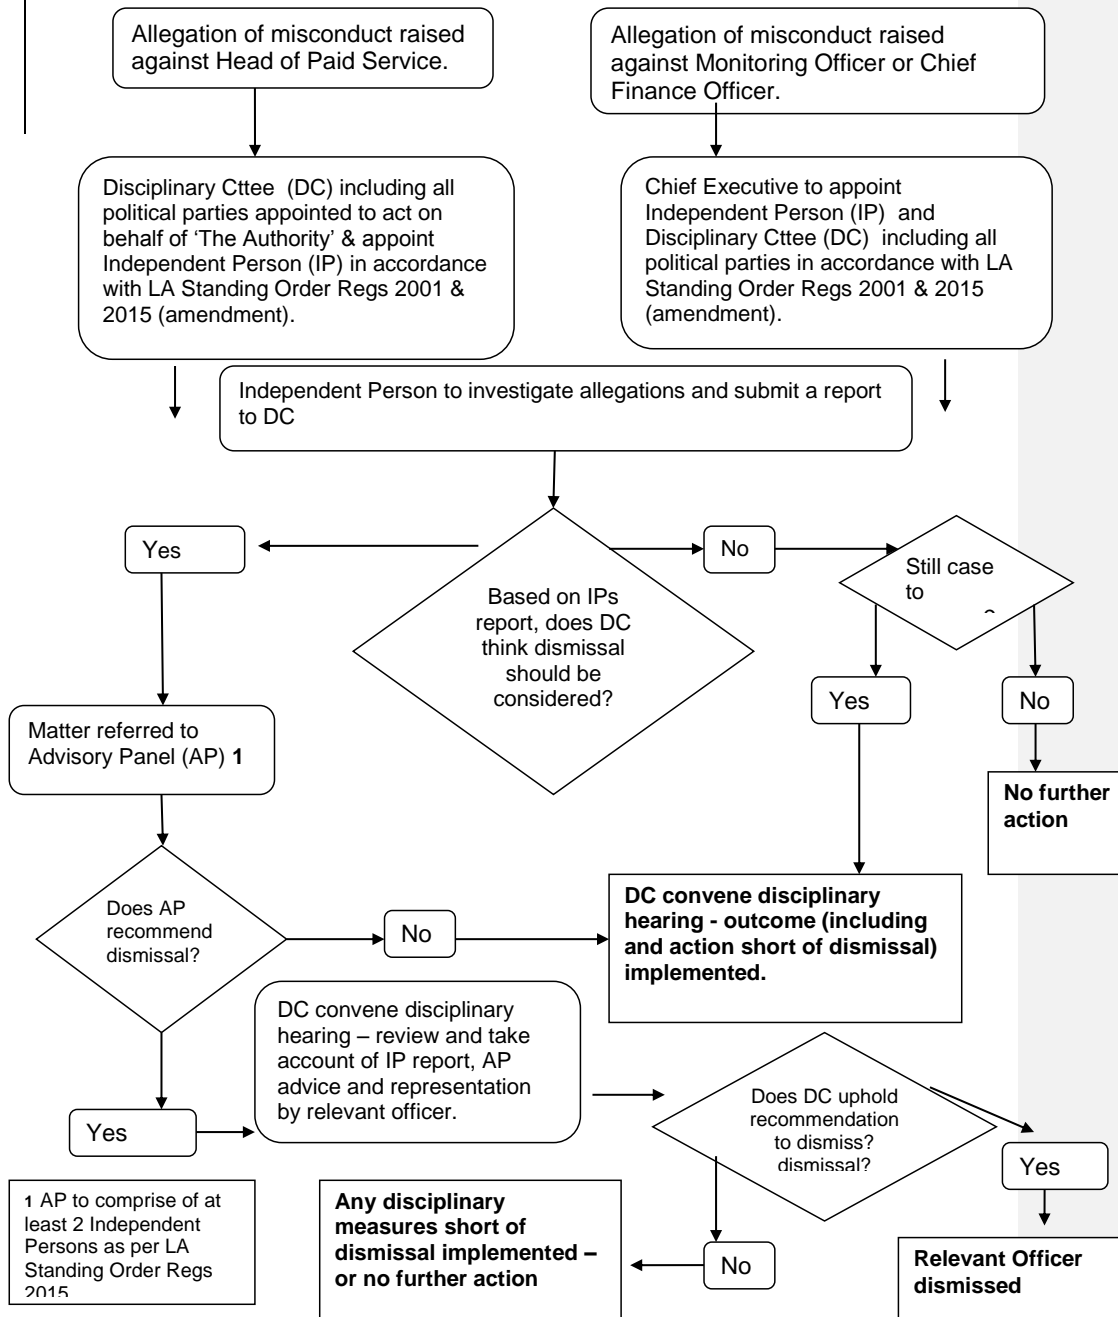 Allegation of misconduct raised
against Head of Paid Service.
Allegation of misconduct raised
against Monitoring Officer or Chief
Finance Officer.
Disciplinary Cttee (DC) including all
political parties appointed to act on
behalf of ‘The Authority’ & appoint
Independent Person (IP) in accordance
with LA Standing Order Regs 2001 &
2015 (amendment).
Chief Executive to appoint
Independent Person (IP) and
Disciplinary Cttee (DC) including all
political parties in accordance with LA
Standing Order Regs 2001 & 2015
(amendment).
Independent Person to investigate allegations and submit a report
to DC
Yes
No
Still case
to
Based on IPs
report, does DC
think dismissal
should be
considered?
Yes
No
Matter referred to
Advisory Panel (AP) 1
No further
action
Does AP
recommend
dismissal?
No
DC convene disciplinary
hearing - outcome (including
and action short of dismissal)
implemented.
DC convene disciplinary
hearing – review and take
account of IP report, AP
advice and representation
by relevant officer.
Does DC uphold
recommendation
to dismiss?
dismissal?
Yes
Yes
1 AP to comprise of at
least 2 Independent
Persons as per LA
Standing Order Regs
2015
Any disciplinary
measures short of
dismissal implemented –
or no further action
No
Relevant Officer
dismissed